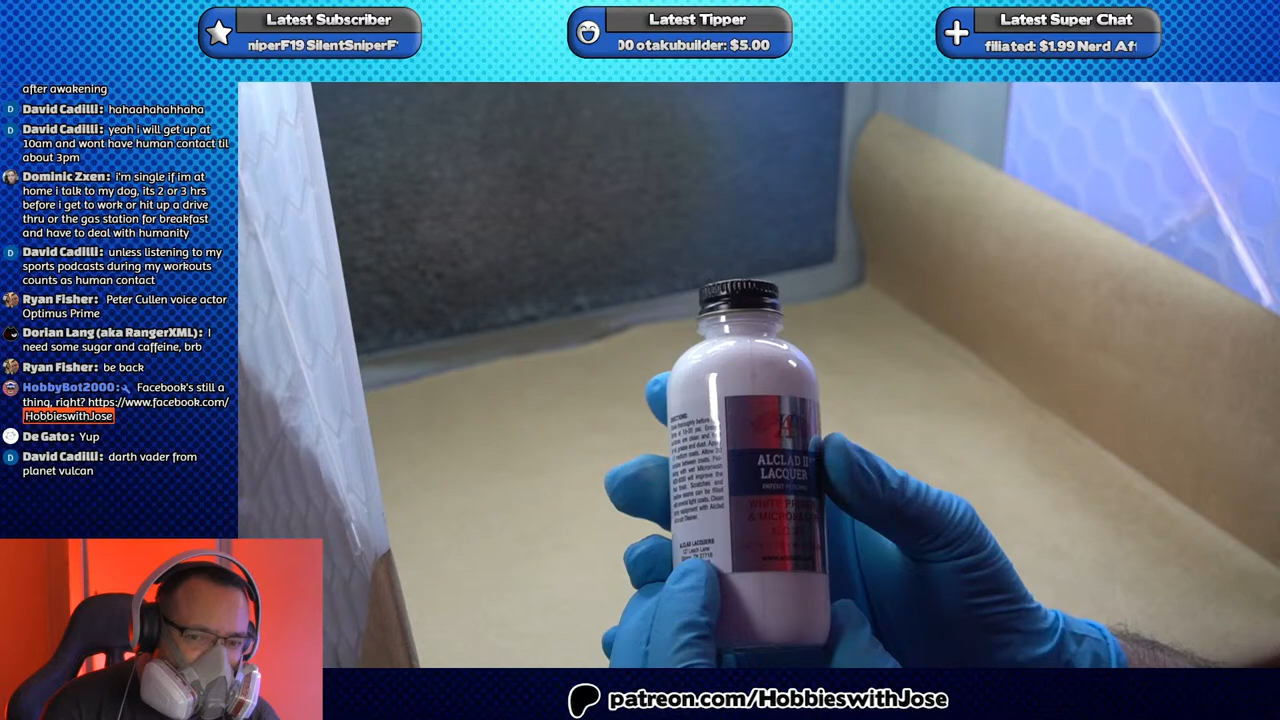 Latest Subscriber
niperF19 SilentSniperF
Latest Tipper
00 otakubuilder: $5.00
Latest Super Chat
filiated: $1.99 Nerd Af
after awakening
David Cadilli: hahaahahahhaha
David Cadilli: yeah i will get up at
10am and wont have human contact til
about 3pm
Dominic Zxen: i'm single if im at
home i talk to my dog, its 2 or 3 hrs
before i get to work or hit up a drive
thru or the gas station for breakfast
and have to deal with humanity
David Cadilli: unless listening to my
sports podcasts during my workouts
counts as human contact
Ryan Fisher: Peter Cullen voice actor
Optimus Prime
Dorian Lang (aka RangerXML): I
need some sugar and caffeine, brb
Ryan Fisher: be back
HobbyBot2000: Facebook's still a
thing, right? https://www.facebook.com/
HobbieswithJose
De Gato: Yup
David Cadilli: darth vader from
planet vulcan
ALCLAD II
LACQUER
WHITE
& MICRO
ALCLAD LACQUERS
patreon.com/HobbieswithJose